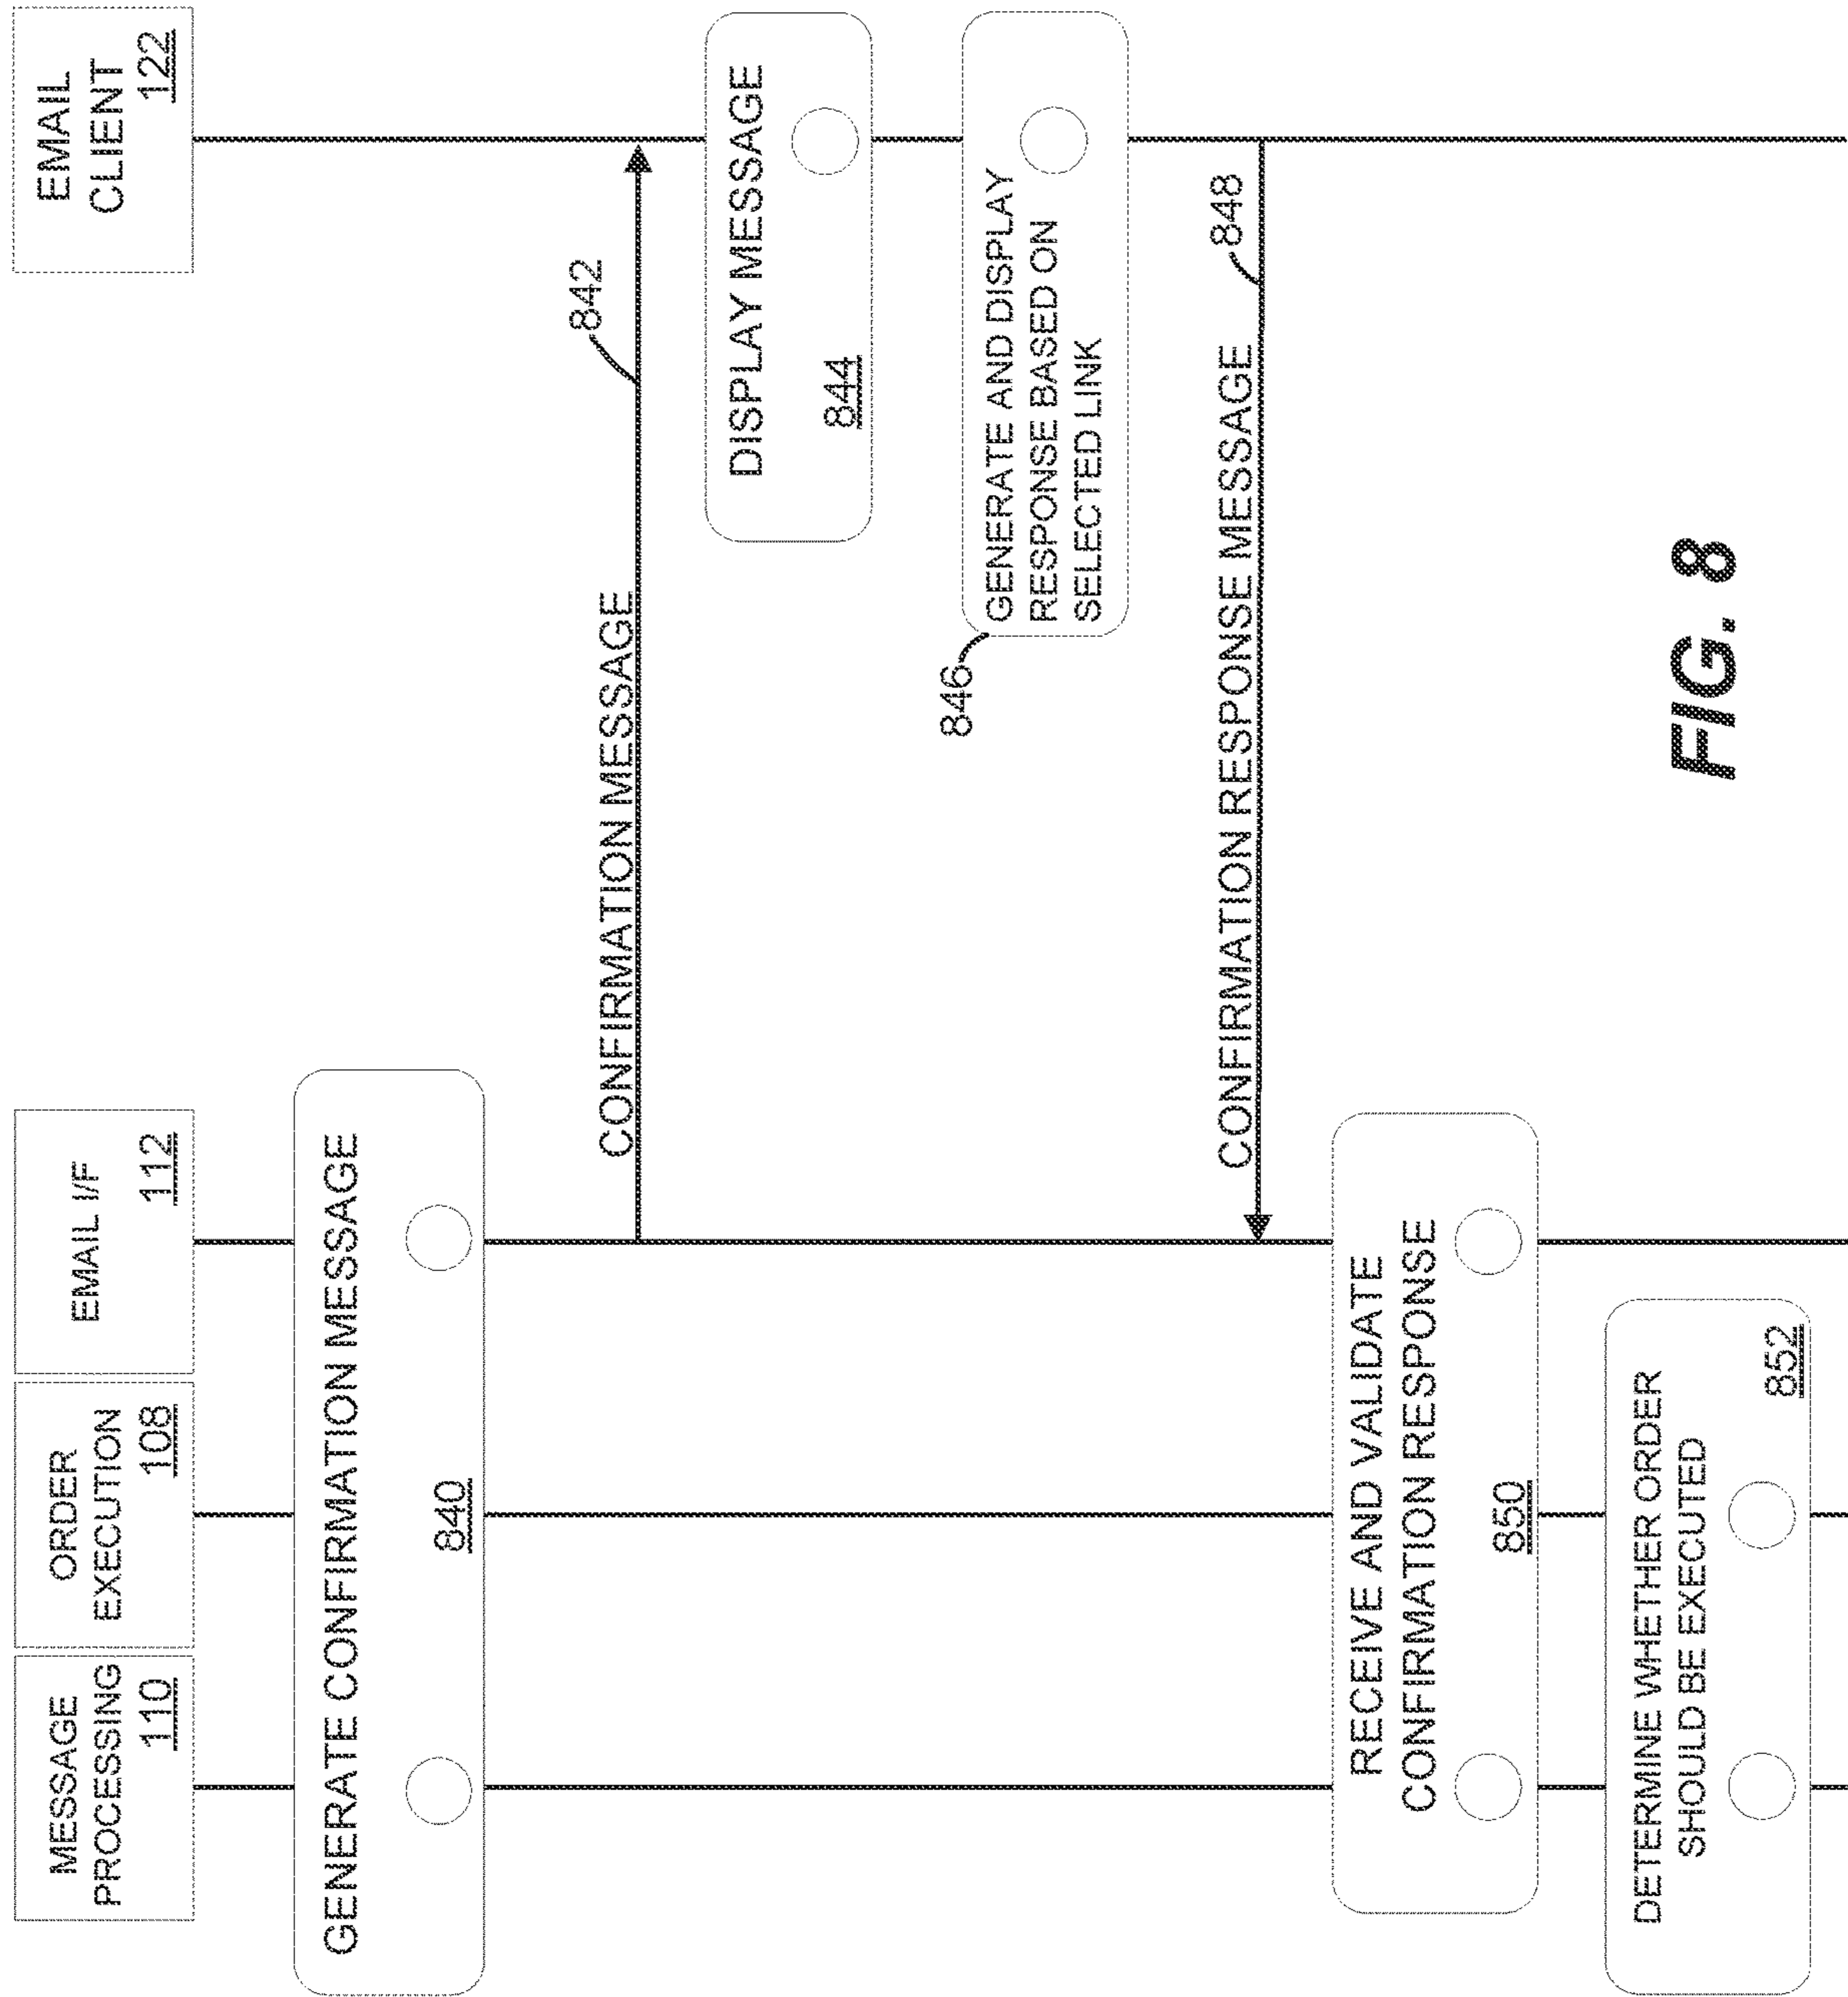 MESSAGE
PROCESSING
110
ORDER
EXECUTION
108
EMAIL I/F
112
EMAIL
CLIENT
122
GENERATE CONFIRMATION MESSAGE
840
CONFIRMATION MESSAGE
842
DISPLAY MESSAGE
844
846
GENERATE AND DISPLAY
RESPONSE BASED ON
SELECTED LINK
CONFIRMATION RESPONSE MESSAGE
848
RECEIVE AND VALIDATE
CONFIRMATION RESPONSE
850
DETERMINE WHETHER ORDER
SHOULD BE EXECUTED
852
FIG. 8